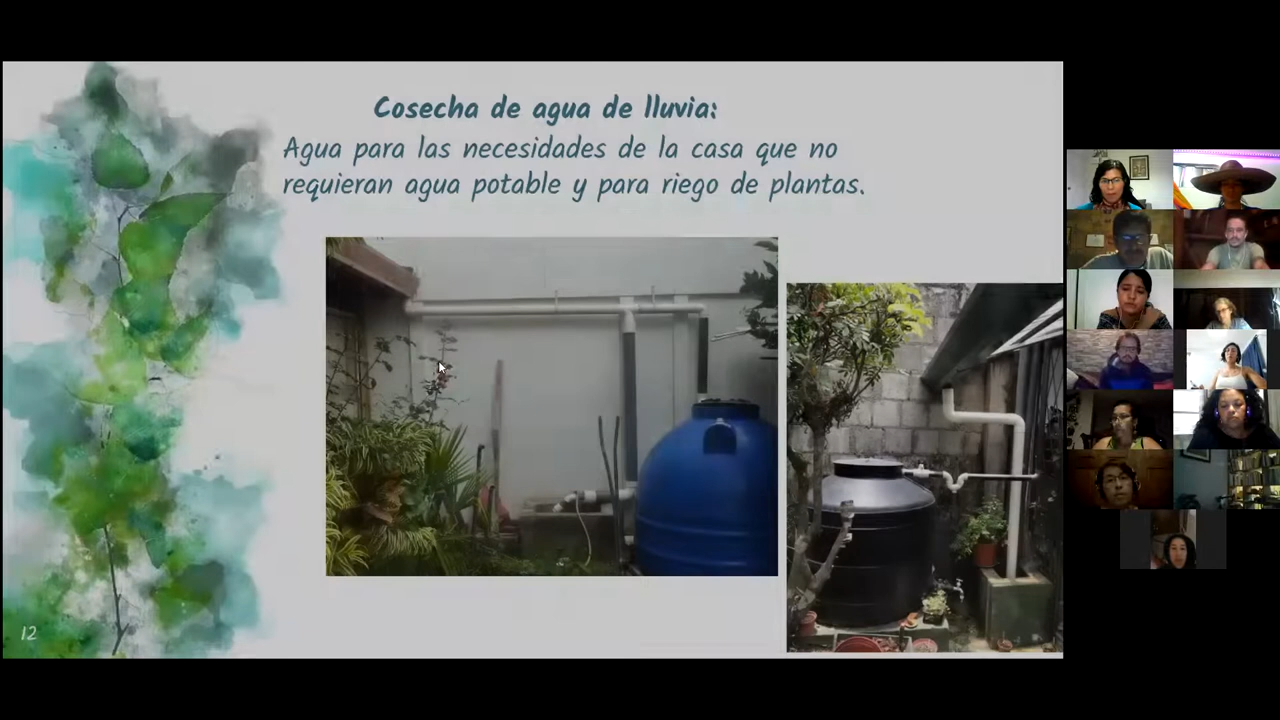 Cosecha de agua de lluvia:
Agua para las necesidades de la casa que no
requieran agua potable y para riego de plantas.
12